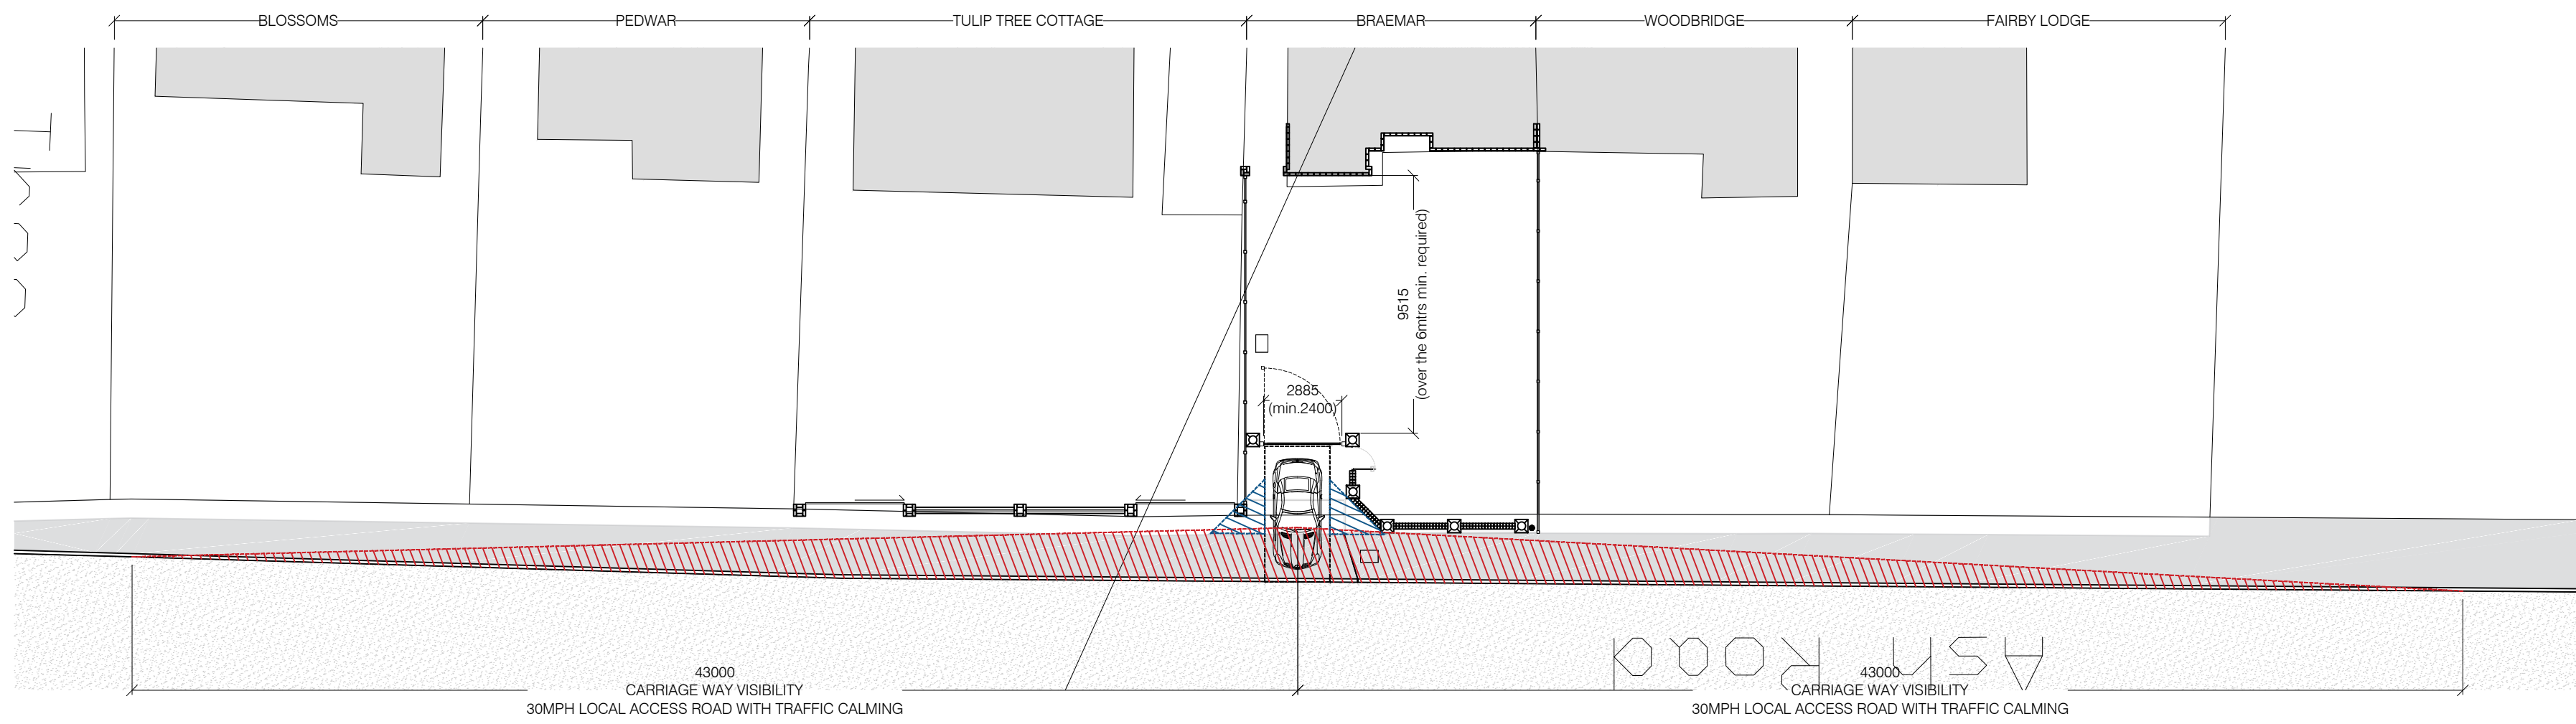 BLOSSOMS
PEDWAR
TULIP TREE COTTAGE
BRAEMAR
WOODBRIDGE
FAIRBY LODGE
9515
(over the 6mtrs min. required)
2885
(min.2400)
ASH ROAD
43000
CARRIAGE WAY VISIBILITY
30MPH LOCAL ACCESS ROAD WITH TRAFFIC CALMING
43000
CARRIAGE WAY VISIBILITY
30MPH LOCAL ACCESS ROAD WITH TRAFFIC CALMING